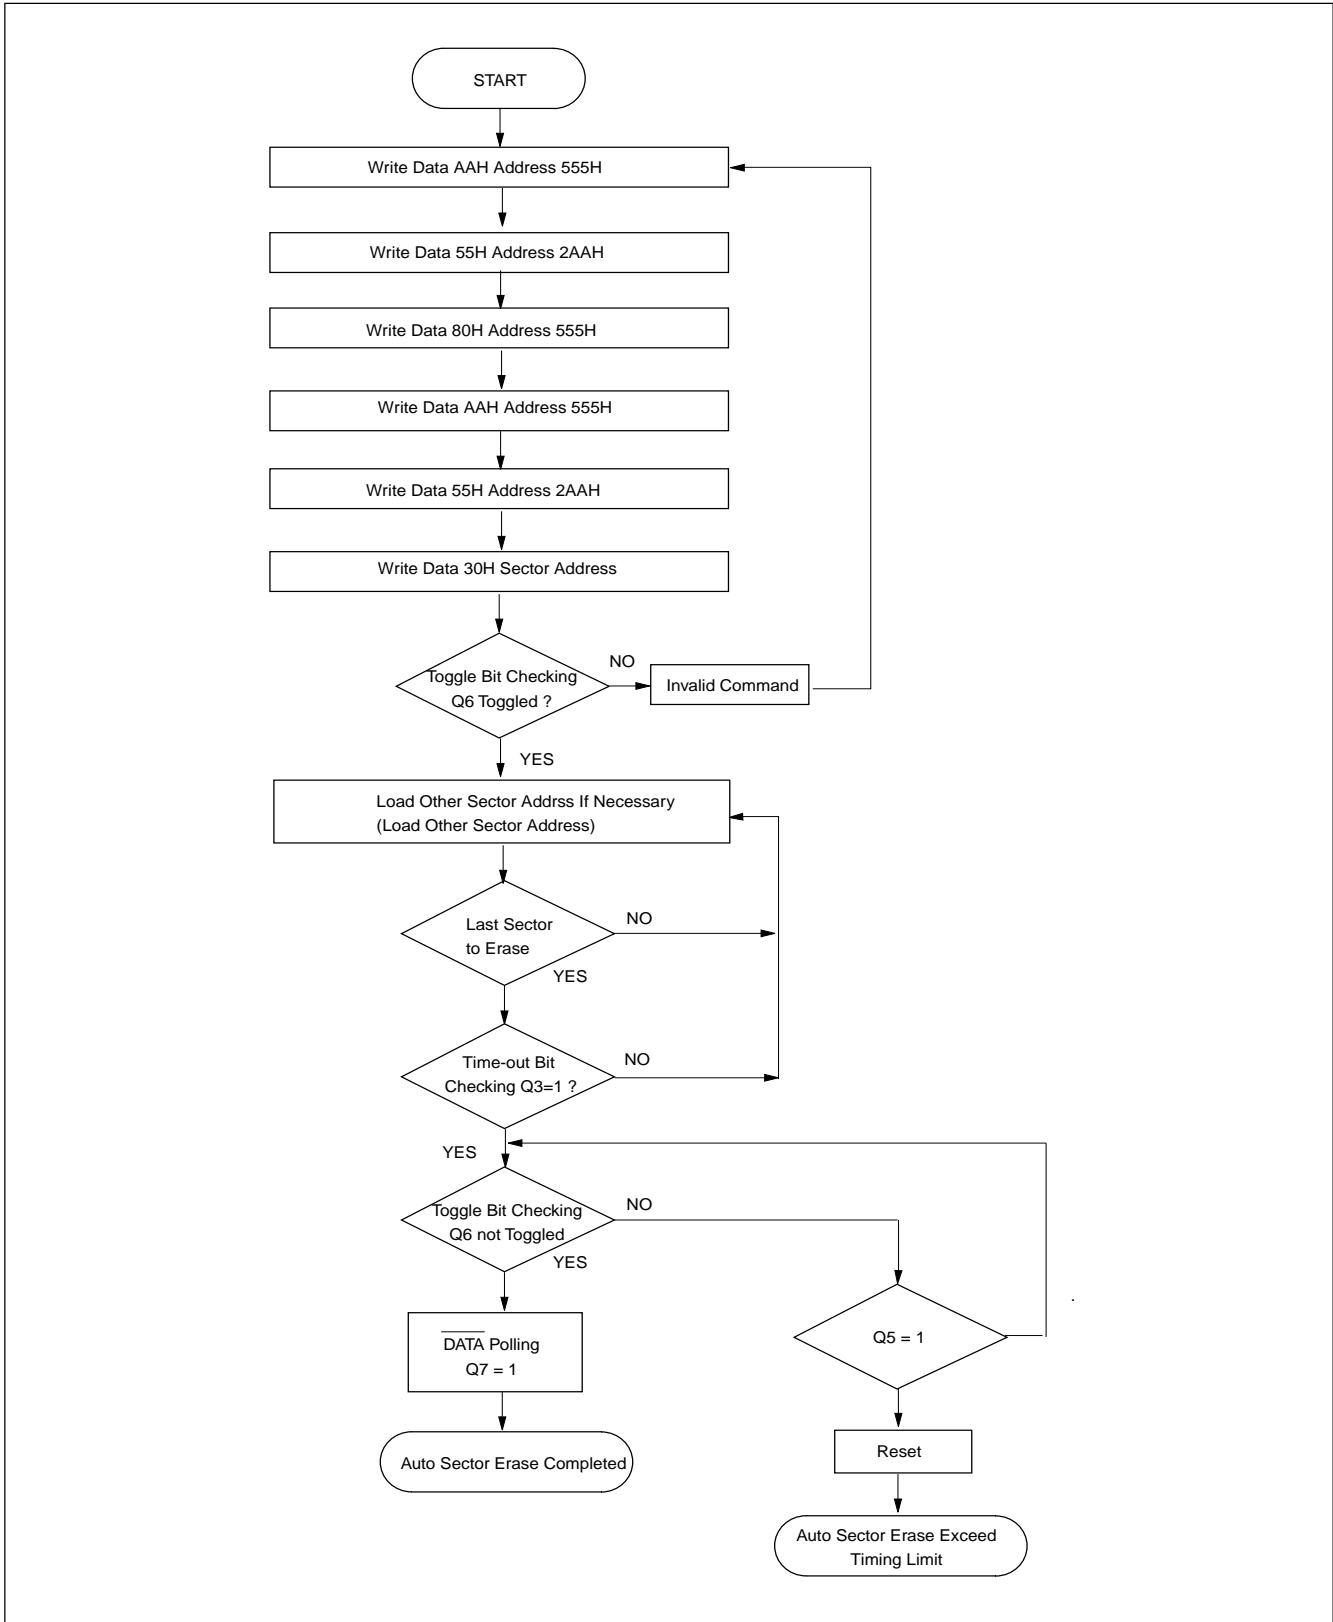 START
Write Data AAH Address 555H
Write Data 55H Address 2AAH
Write Data 80H Address 555H
Write Data AAH Address 555H
Write Data 55H Address 2AAH
Write Data 30H Sector Address
Toggle Bit Checking
Q6 Toggled ?
NO
Invalid Command
YES
Load Other Sector Addrss If Necessary
(Load Other Sector Address)
Last Sector
to Erase
NO
YES
Time-out Bit
Checking Q3=1 ?
NO
YES
Toggle Bit Checking
Q6 not Toggled
NO
YES
Q5 = 1
DATA Polling
Q7 = 1
Reset
Auto Sector Erase Completed
Auto Sector Erase Exceed
Timing Limit